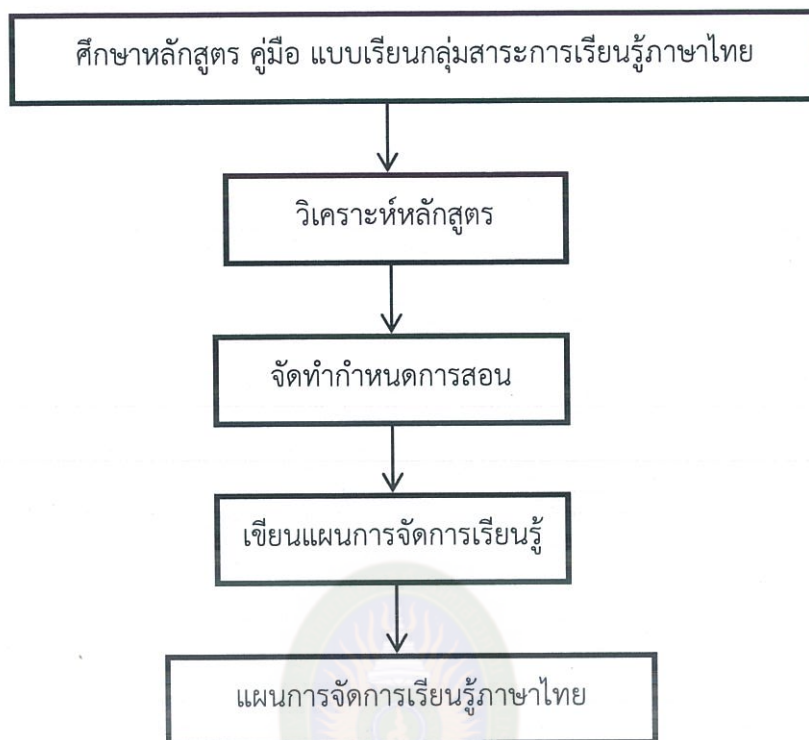 ศึกษาหลักสูตร คู่มือ แบบเรียนกลุ่มสาระการเรียนรู้ภาษาไทย
วิเคราะห์หลักสูตร
จัดทำกำหนดการสอน
เขียนแผนการจัดการเรียนรู้
แผนการจัดการเรียนรู้ภาษาไทย